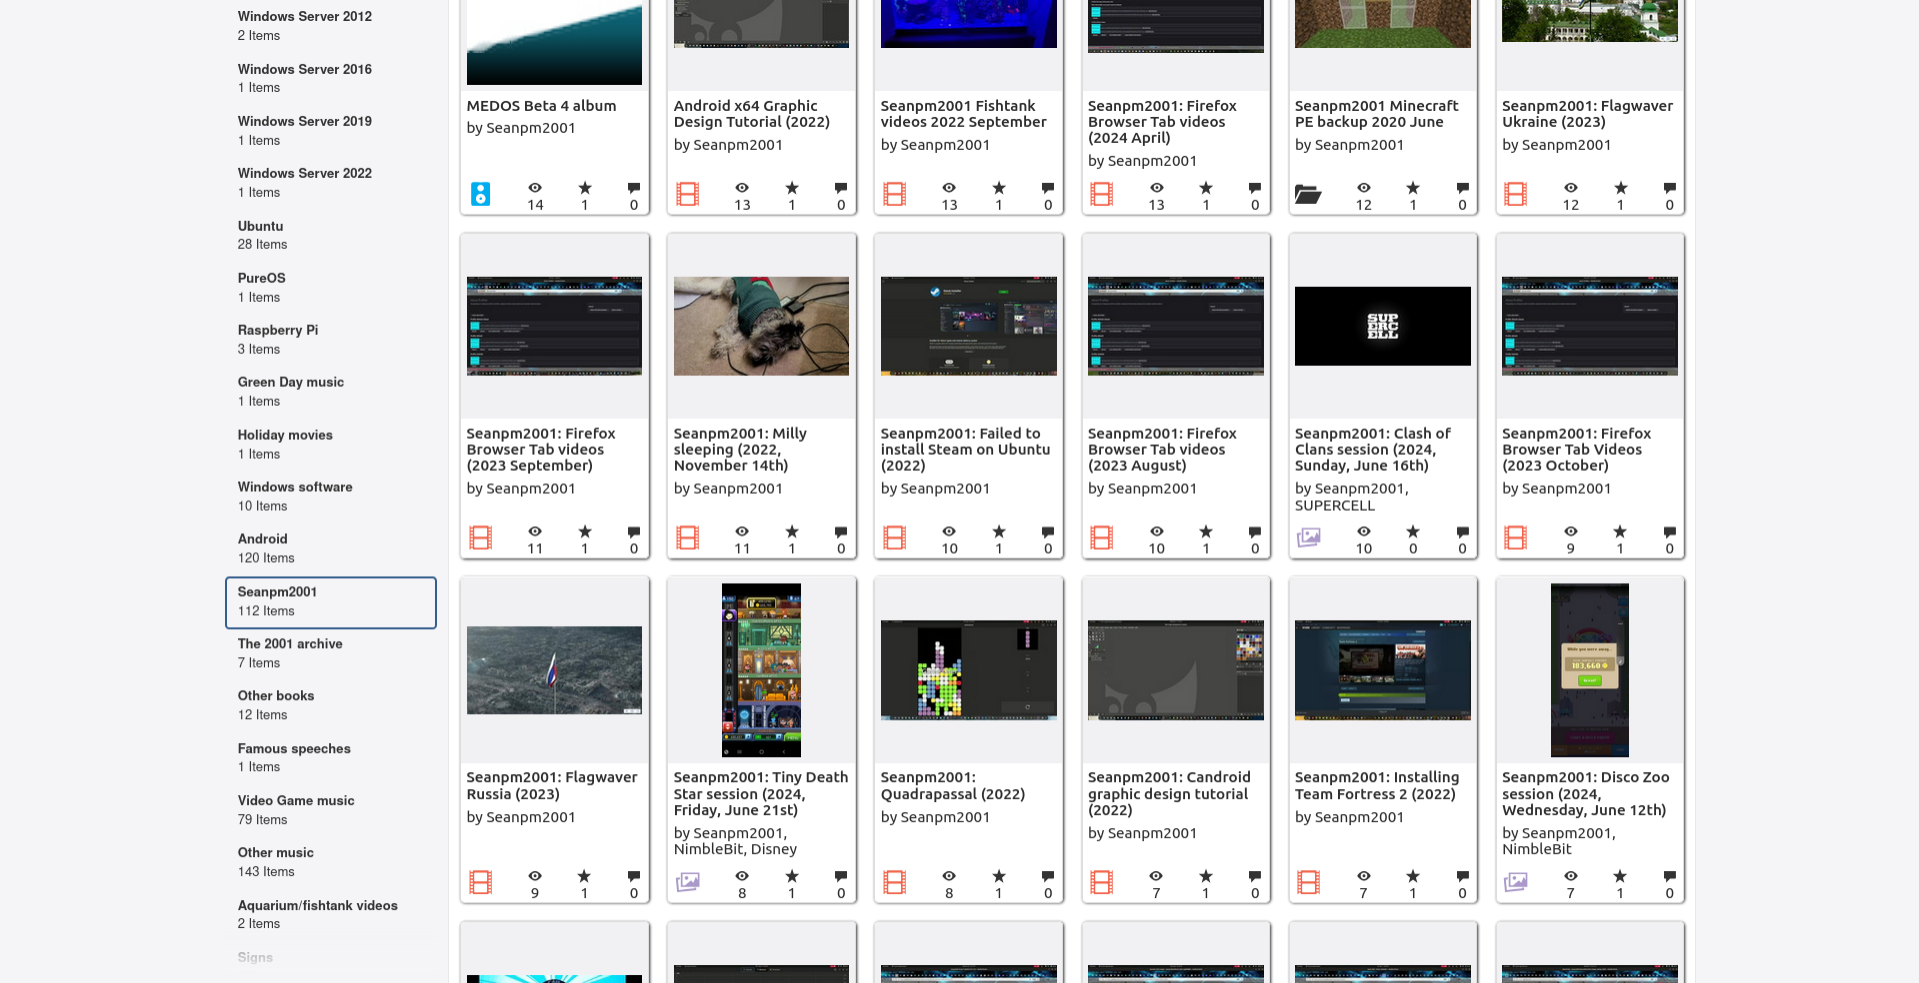 Windows Server 2012
2 Items
Windows Server 2016
1 Items
Windows Server 2019
1 Items
Windows Server 2022
1 Items
Ubuntu
28 Items
PureOS
1 Items
Raspberry Pi
3 Items
Green Day music
1 Items
Holiday movies
1 Items
Windows software
10 Items
Android
120 Items
Seanpm2001
112 Items
The 2001 archive
7 Items
Other books
12 Items
Famous speeches
1 Items
Video Game music
79 Items
Other music
143 Items
Aquarium/fishtank videos
2 Items
Signs
MEDOS Beta 4 album
by Seanpm2001
14
1
0
Android x64 Graphic
Design Tutorial (2022)
by Seanpm2001
13
1
0
Seanpm2001 Fishtank
videos 2022 September
by Seanpm2001
13
1
0
Seanpm2001: Firefox
Browser Tab videos
(2024 April)
by Seanpm2001
13
1
0
Seanpm2001 Minecraft
PE backup 2020 June
by Seanpm2001
12
1
0
Seanpm2001: Flagwaver
Ukraine (2023)
by Seanpm2001
12
1
0
Seanpm2001: Firefox
Browser Tab videos
(2023 September)
by Seanpm2001
11
1
0
Seanpm2001: Milly
sleeping (2022,
November 14th)
by Seanpm2001
11
1
0
Seanpm2001: Failed to
install Steam on Ubuntu
(2022)
by Seanpm2001
10
1
0
Seanpm2001: Firefox
Browser Tab videos
(2023 August)
by Seanpm2001
10
1
0
SUP
ERC
ELL
Seanpm2001: Clash of
Clans session (2024,
Sunday, June 16th)
by Seanpm2001,
SUPERCELL
10
0
0
Seanpm2001: Firefox
Browser Tab Videos
(2023 October)
by Seanpm2001
9
1
0
Seanpm2001: Flagwaver
Russia (2023)
by Seanpm2001
9
1
0
Seanpm2001: Tiny Death
Star session (2024,
Friday, June 21st)
by Seanpm2001,
NimbleBit, Disney
8
1
0
Seanpm2001:
Quadrapassal (2022)
by Seanpm2001
8
1
0
Seanpm2001: Candroid
graphic design tutorial
(2022)
by Seanpm2001
7
1
0
Seanpm2001: Installing
Team Fortress 2 (2022)
by Seanpm2001
7
1
0
While you were away...
183,660
Seanpm2001: Disco Zoo
session (2024,
Wednesday, June 12th)
by Seanpm2001,
NimbleBit
7
1
0